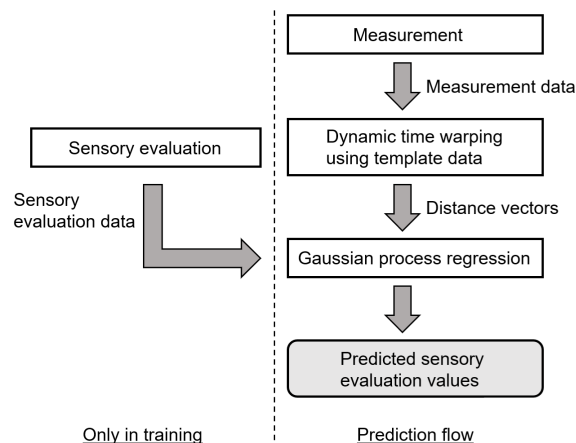 Measurement
Measurement data
Dynamic time warping
using template data
Sensory evaluation
Sensory
evaluation data
Distance vectors
Gaussian process regression
Predicted sensory
evaluation values
Only in training
Prediction flow